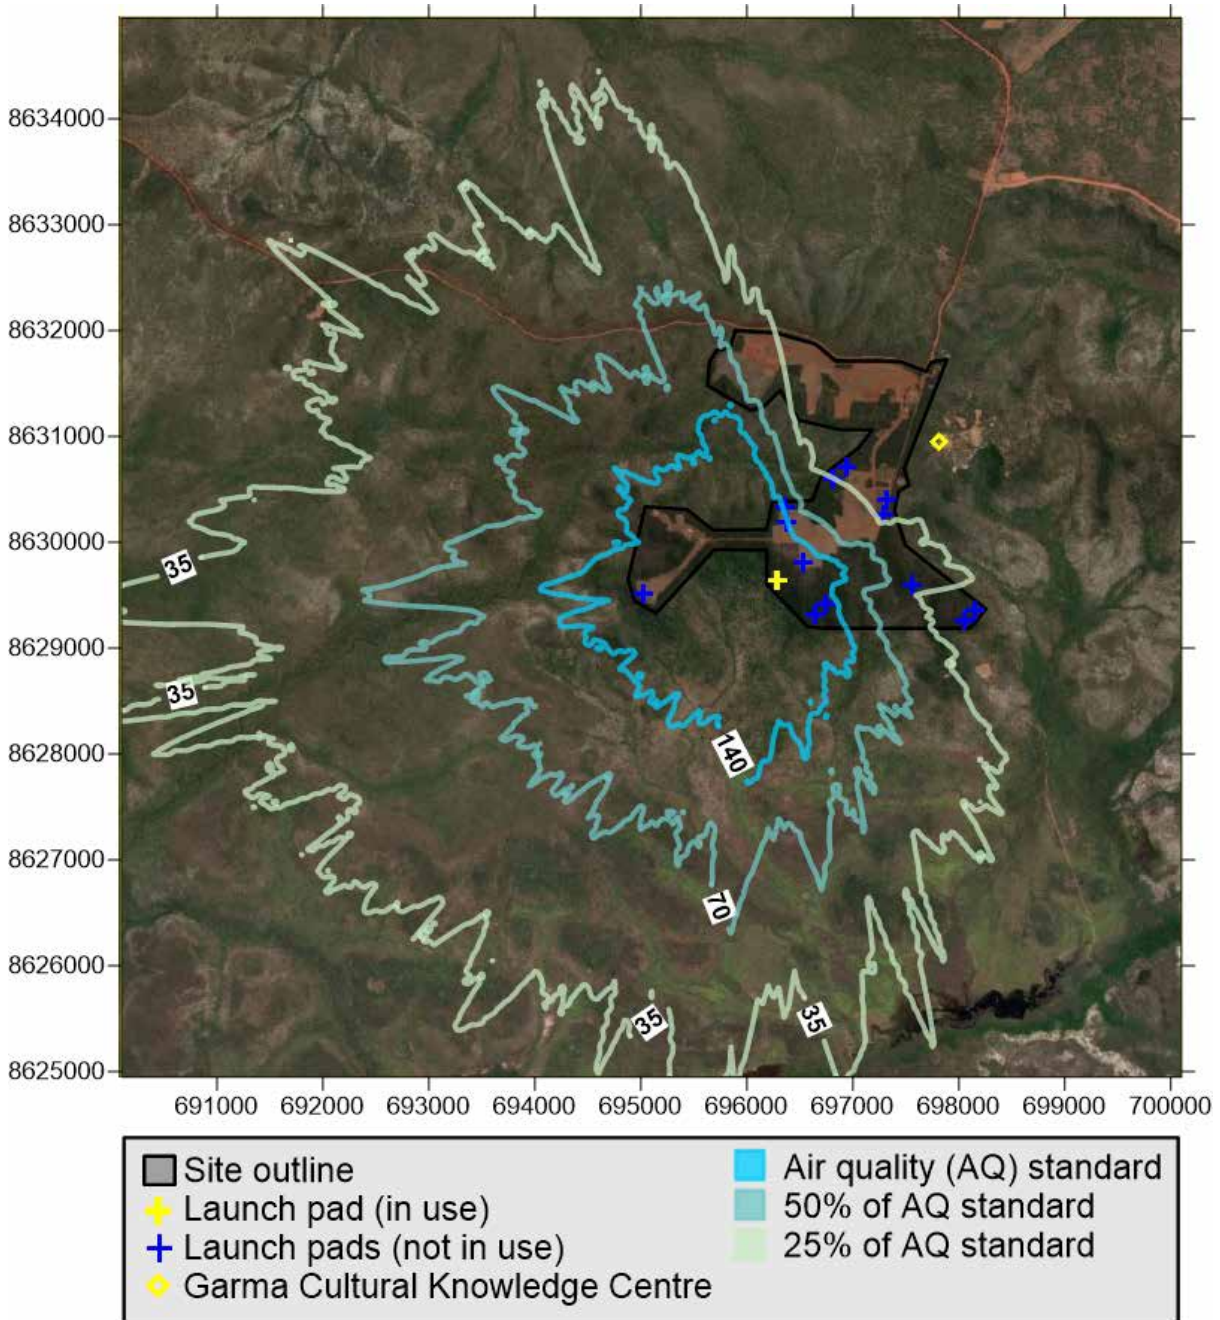 8634000
8633000
8632000
8631000
8630000
35
8629000
35
8628000
140
8627000
70
8626000
35
35
8625000
691000 692000 693000 694000 695000 696000 697000 698000 699000 700000
Site outline
Launch pad (in use)
Launch pads (not in use)
Garma Cultural Knowledge Centre
Air quality (AQ) standard
50% of AQ standard
25% of AQ standard